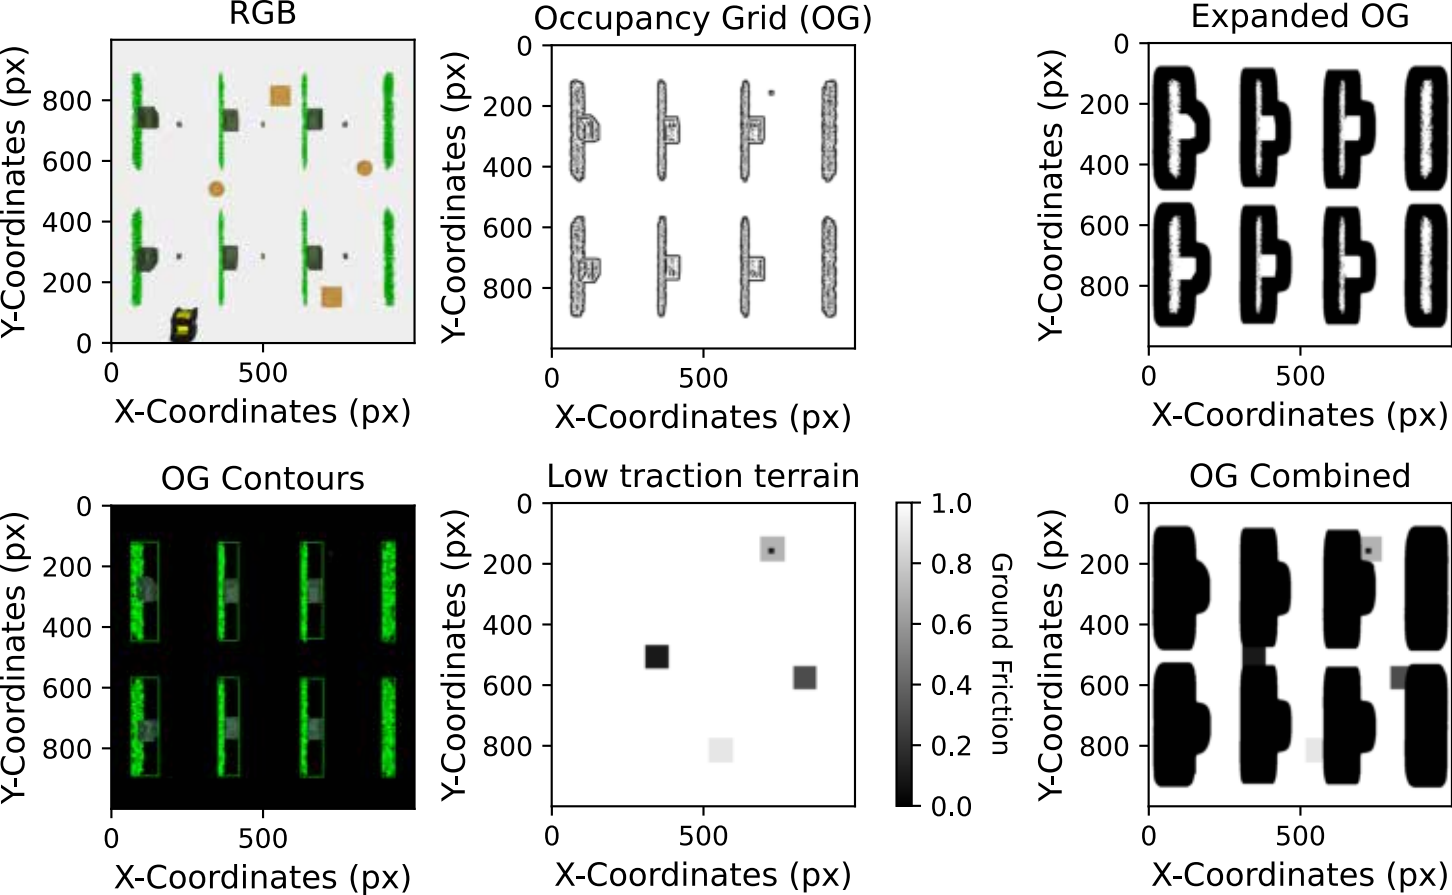 RGB
Y-Coordinates (px)
800
600
400
200
0
0 500
X-Coordinates (px)
Occupancy Grid (OG)
Y-Coordinates (px)
0
200
400
600
800
0 500
X-Coordinates (px)
Expanded OG
Y-Coordinates (px)
0
200
400
600
800
0 500
X-Coordinates (px)
OG Contours
Y-Coordinates (px)
0
200
400
600
800
0 500
X-Coordinates (px)
Low traction terrain
Y-Coordinates (px)
0
200
400
600
800
0 500
X-Coordinates (px)
1.0
0.8
0.6
0.4
0.2
0.0
Ground Friction
OG Combined
Y-Coordinates (px)
0
200
400
600
800
0 500
X-Coordinates (px)